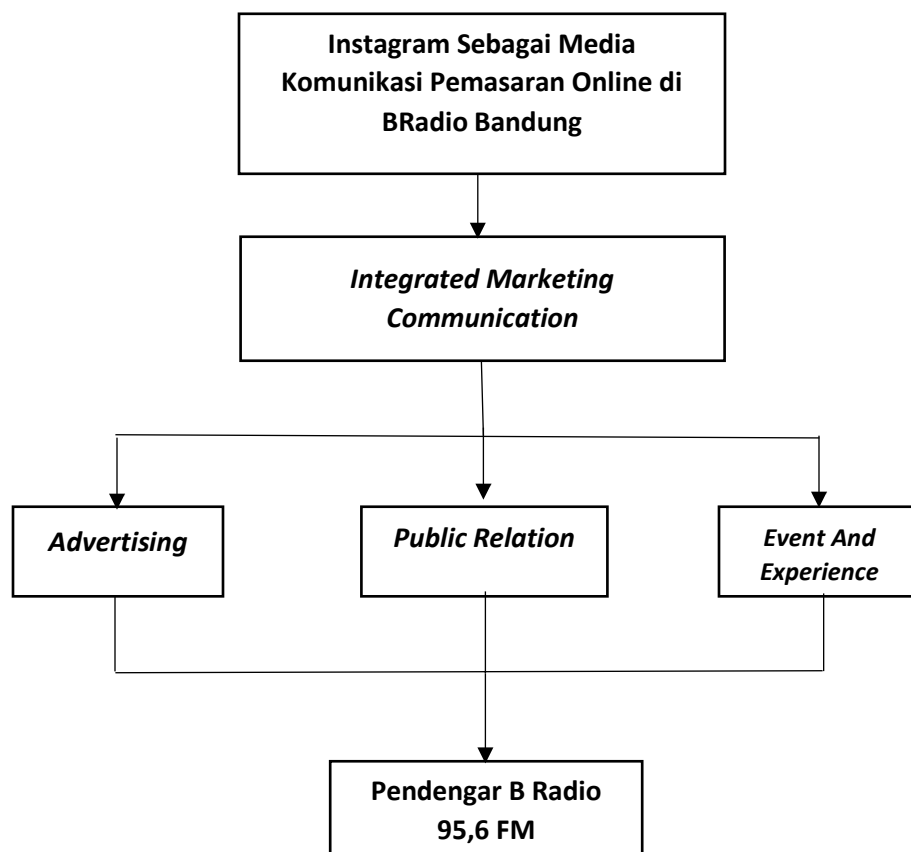 Instagram Sebagai Media
Komunikasi Pemasaran Online di
BRadio Bandung
Integrated Marketing
Communication
Advertising
Public Relation
Event And
Experience
Pendengar B Radio
95,6 FM